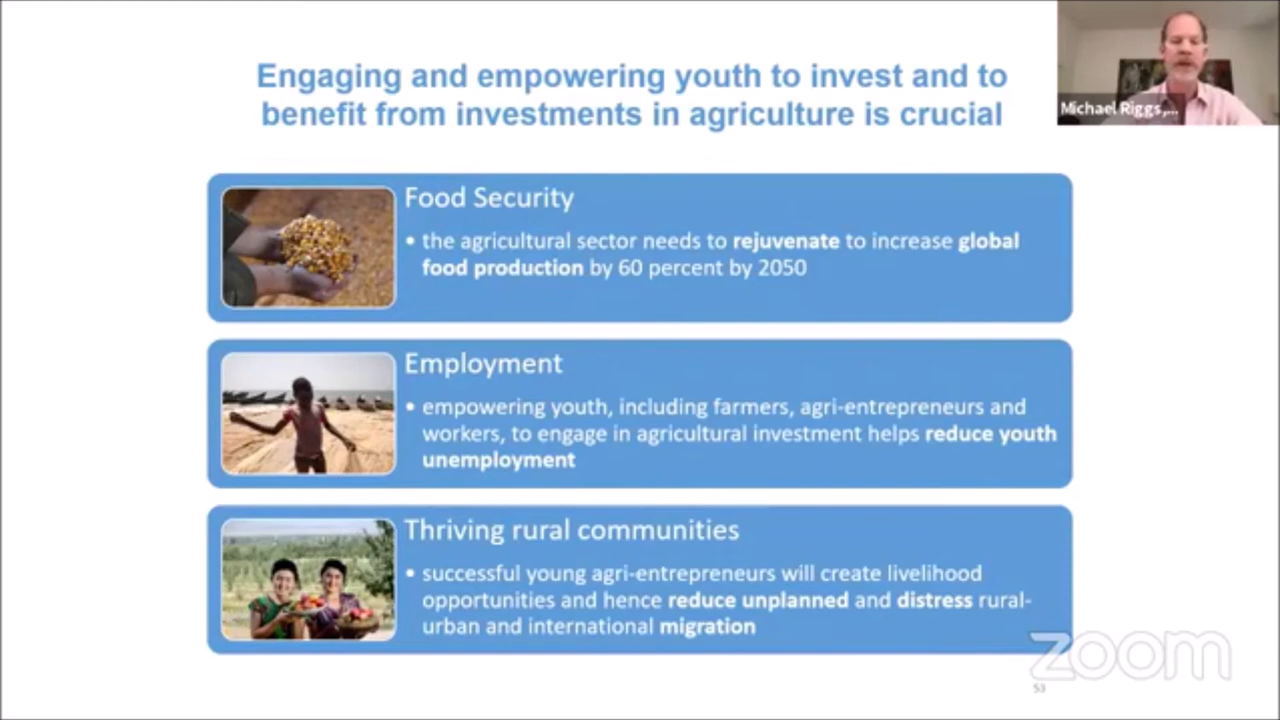 Engaging and empowering youth to invest and to
benefit from investments in agriculture is crucial
Michael Riggs,...
Food Security
• the agricultural sector needs to rejuvenate to increase global
food production by 60 percent by 2050
Employment
• empowering youth, including farmers, agri-entrepreneurs and
workers, to engage in agricultural investment helps reduce youth
unemployment
Thriving rural communities
• successful young agri-entrepreneurs will create livelihood
opportunities and hence reduce unplanned and distress rural-
urban and international migration
zoom
53